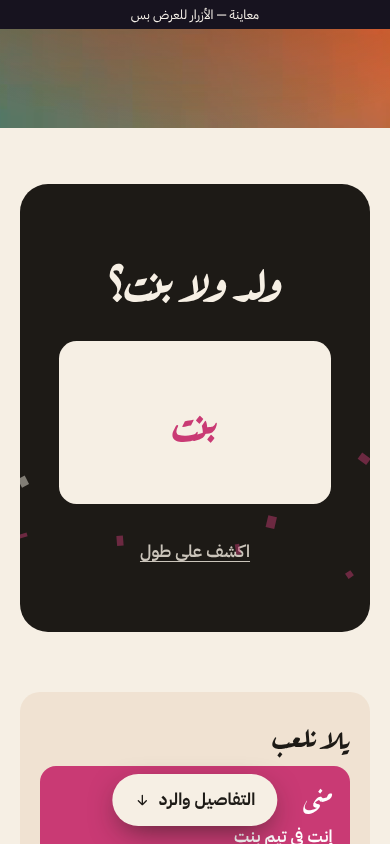 معاينة — الأزرار للعرض بس
ولد ولا بنت؟
بنت
اكشف على طول
يلا نلعب
منى
التفاصيل والرد ↓
إنت في تيم بنت